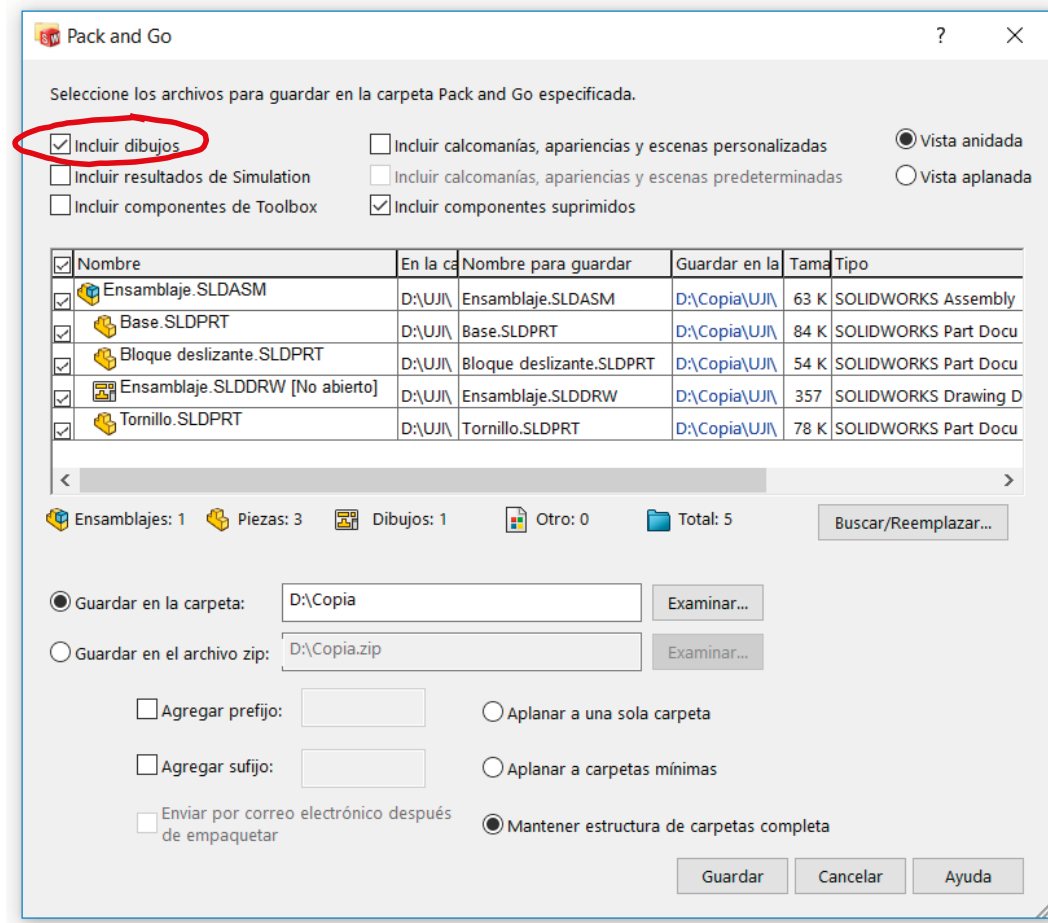 Pack and Go
?
Seleccione los archivos para guardar en la carpeta Pack and Go especificada.
Incluir dibujos Incluir calcomanías, apariencias y escenas personalizadas Vista anidada
Incluir resultados de Simulation Incluir calcomanías, apariencias y escenas predeterminadas Vista aplanada
Incluir componentes de Toolbox Incluir componentes suprimidos
Nombre En la ca Nombre para guardar Guardar en la Tama Tipo
Ensamblaje.SLDASM D:\UJI\ Ensamblaje.SLDASM D:\Copia\UJI\ 63 K SOLIDWORKS Assembly
Base.SLDPRT D:\UJI\ Base.SLDPRT D:\Copia\UJI\ 84 K SOLIDWORKS Part Docu
Bloque deslizante.SLDPRT D:\UJI\ Bloque deslizante.SLDPRT D:\Copia\UJI\ 54 K SOLIDWORKS Part Docu
Ensamblaje.SLDDRW [No abierto] D:\UJI\ Ensamblaje.SLDDRW D:\Copia\UJI\ 357 SOLIDWORKS Drawing D
Tornillo.SLDPRT D:\UJI\ Tornillo.SLDPRT D:\Copia\UJI\ 78 K SOLIDWORKS Part Docu
Ensamblajes: 1 Piezas: 3 Dibujos: 1 Otro: 0 Total: 5 Buscar/Reemplazar...
Guardar en la carpeta: D:\Copia Examinar...
Guardar en el archivo zip: D:\Copia.zip Examinar...
Agregar prefijo: Aplanar a una sola carpeta
Agregar sufijo: Aplanar a carpetas mínimas
Enviar por correo electrónico después
de empaquetar Mantener estructura de carpetas completa
Guardar Cancelar Ayuda